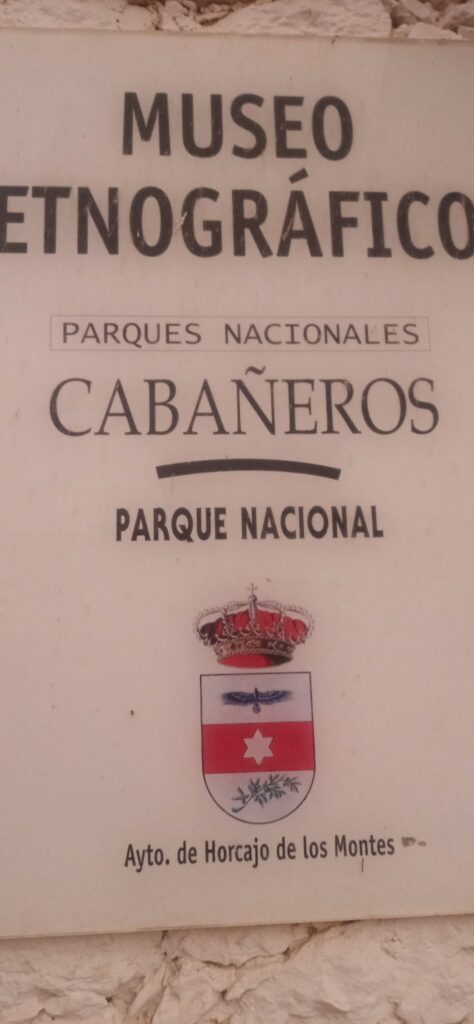 MUSEO
ETNOGRÁFICO
PARQUES NACIONALES
CABAÑEROS
PARQUE NACIONAL
Ayto. de Horcajo de los Montes